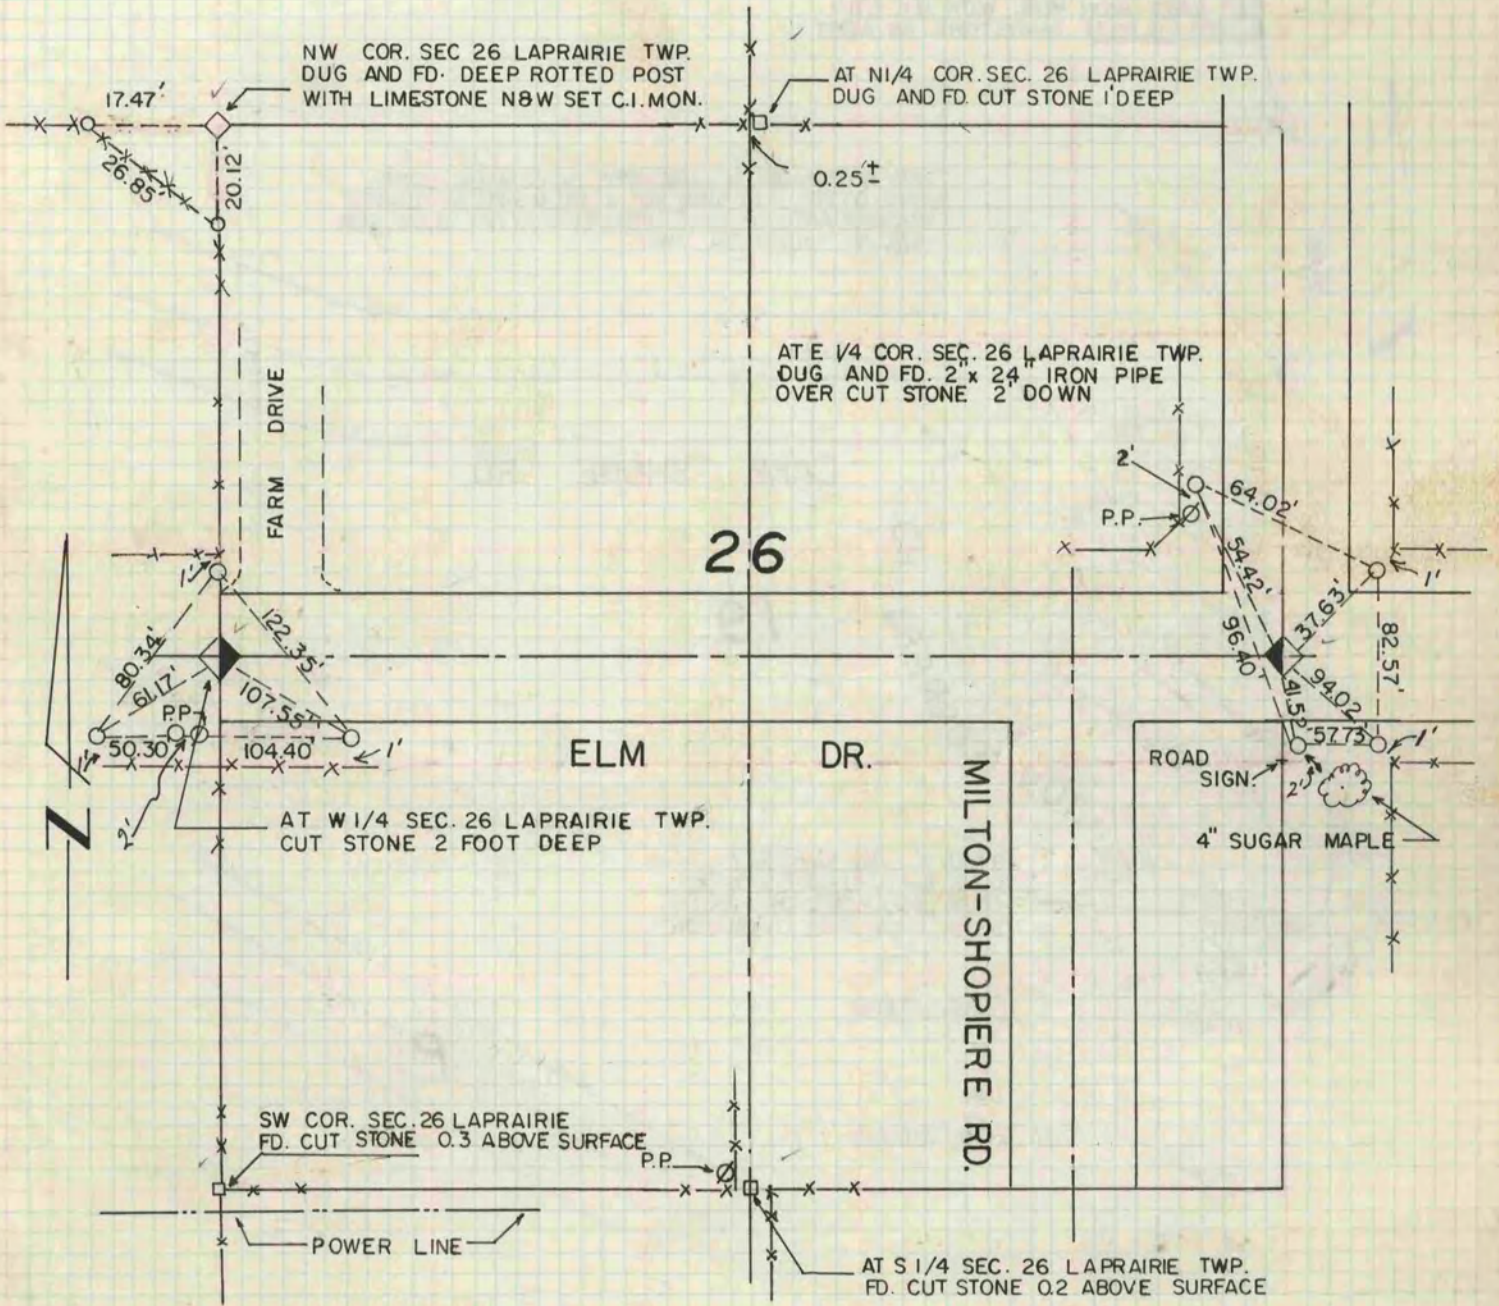 NW COR. SEC 26 LAPRAIRIE TWP.
DUG AND FD. DEEP ROTTED POST
WITH LIMESTONE N&W SET C.I. MON.
AT N1/4 COR. SEC. 26 LAPRAIRIE TWP.
DUG AND FD. CUT STONE 1' DEEP
17.47'
26.85'
20.12'
0.25'±
AT E 1/4 COR. SEC. 26 LAPRAIRIE TWP.
DUG AND FD. 2" x 24" IRON PIPE
OVER CUT STONE 2' DOWN
FARM DRIVE
2'
P.P.
64.02'
54.42'
96.40'
37.63'
1'
82.57'
94.02'
41.52'
57.73'
1'
26
1'
80.34'
61.17'
122.35'
107.55'
P.P.
50.30'
104.40'
1'
1'
2'
N
ELM DR.
ROAD
SIGN.
2'
4" SUGAR MAPLE
AT W 1/4 SEC. 26 LAPRAIRIE TWP.
CUT STONE 2 FOOT DEEP
MILTON-SHOPIERE RD.
SW COR. SEC. 26 LAPRAIRIE
FD. CUT STONE 0.3 ABOVE SURFACE
P.P.
POWER LINE
AT S 1/4 SEC. 26 LAPRAIRIE TWP.
FD. CUT STONE 0.2 ABOVE SURFACE